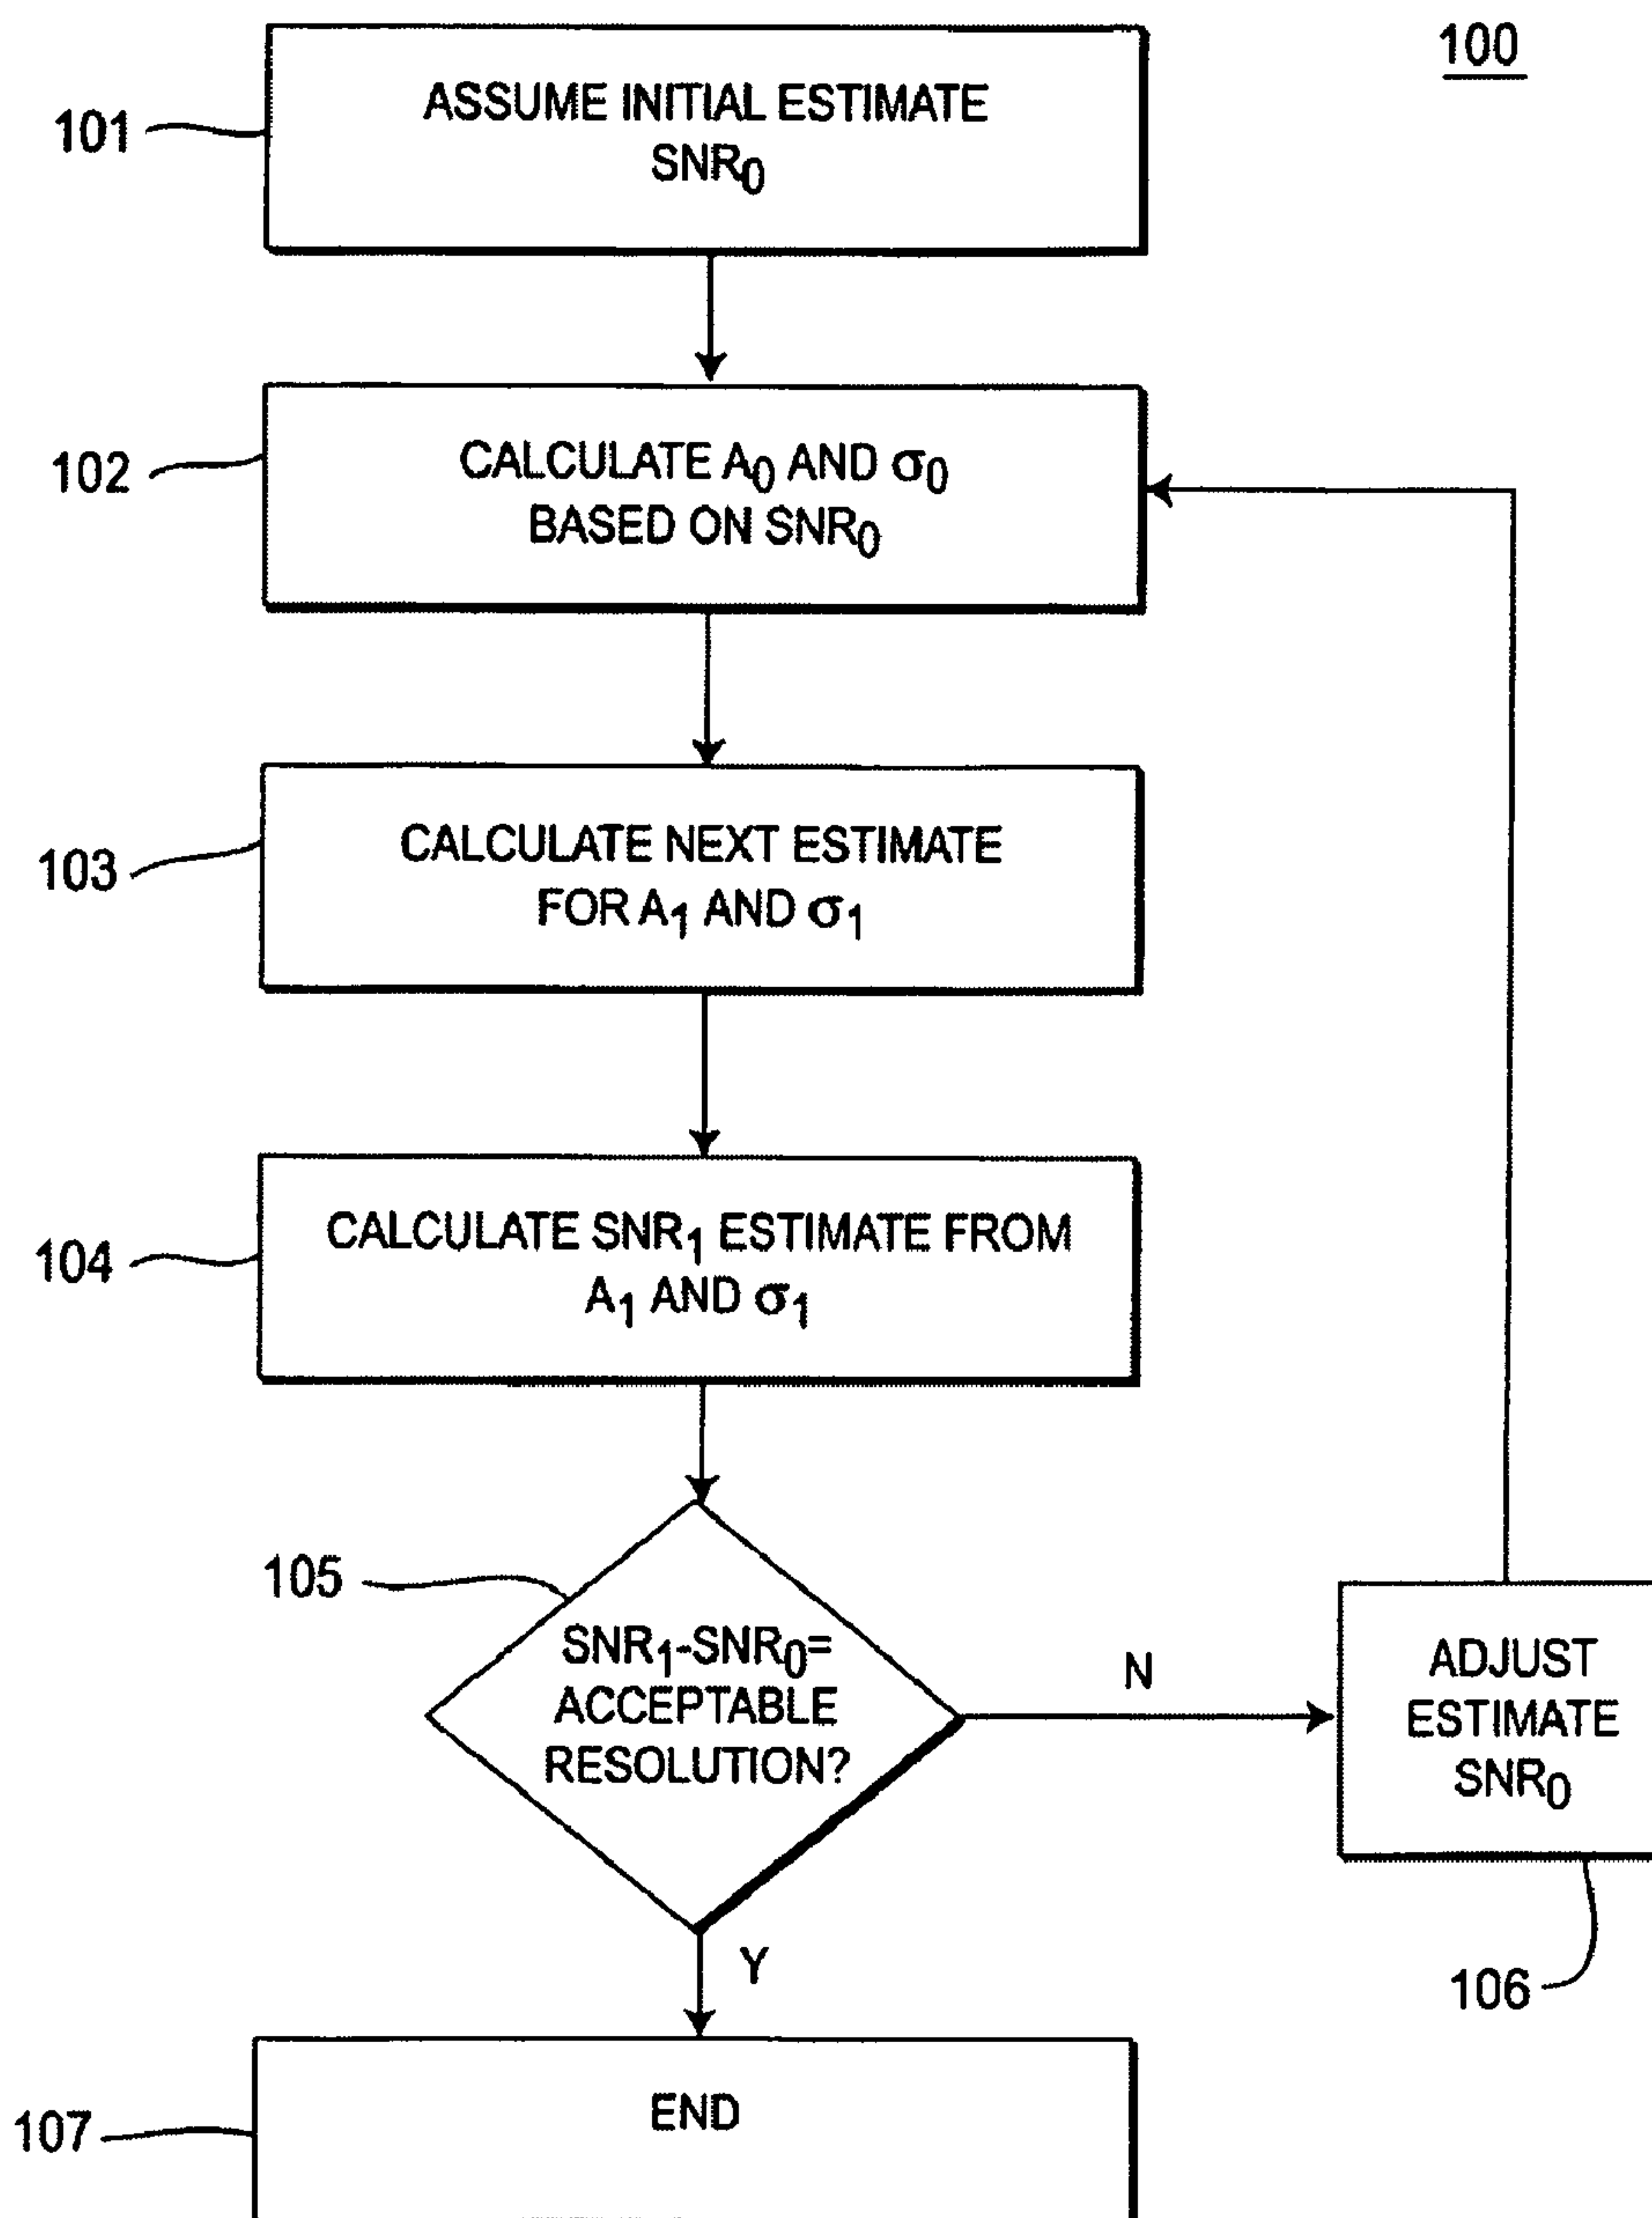 100
101
ASSUME INITIAL ESTIMATE
SNR₀
102
CALCULATE A₀ AND σ₀
BASED ON SNR₀
103
CALCULATE NEXT ESTIMATE
FOR A₁ AND σ₁
104
CALCULATE SNR₁ ESTIMATE FROM
A₁ AND σ₁
105
SNR₁-SNR₀=
ACCEPTABLE
RESOLUTION?
N
ADJUST
ESTIMATE
SNR₀
106
Y
107
END